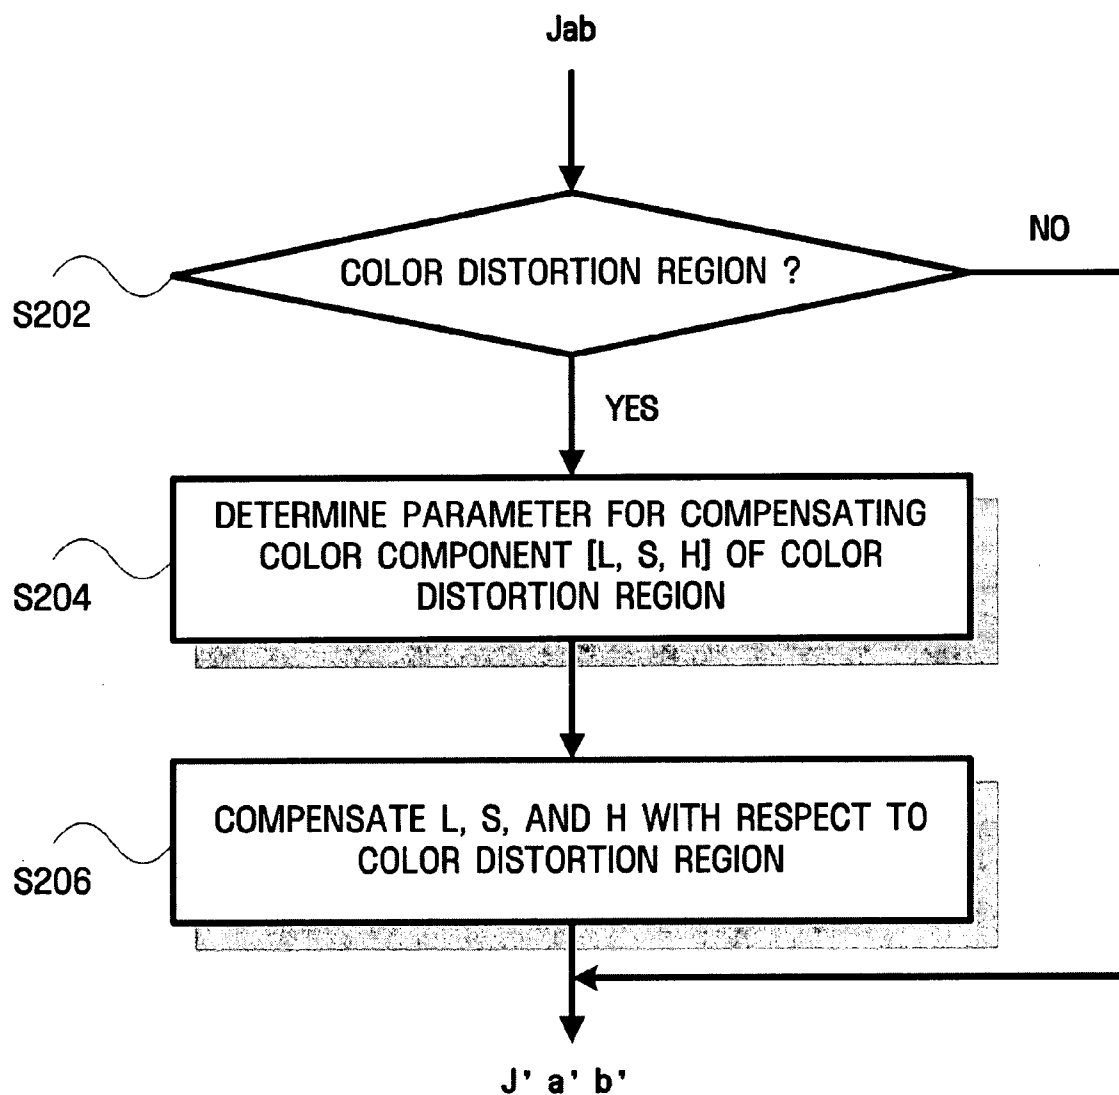 Jab
NO
COLOR DISTORTION REGION ?
S202
YES
DETERMINE PARAMETER FOR COMPENSATING
COLOR COMPONENT [L, S, H] OF COLOR
DISTORTION REGION
S204
COMPENSATE L, S, AND H WITH RESPECT TO
COLOR DISTORTION REGION
S206
J' a' b'